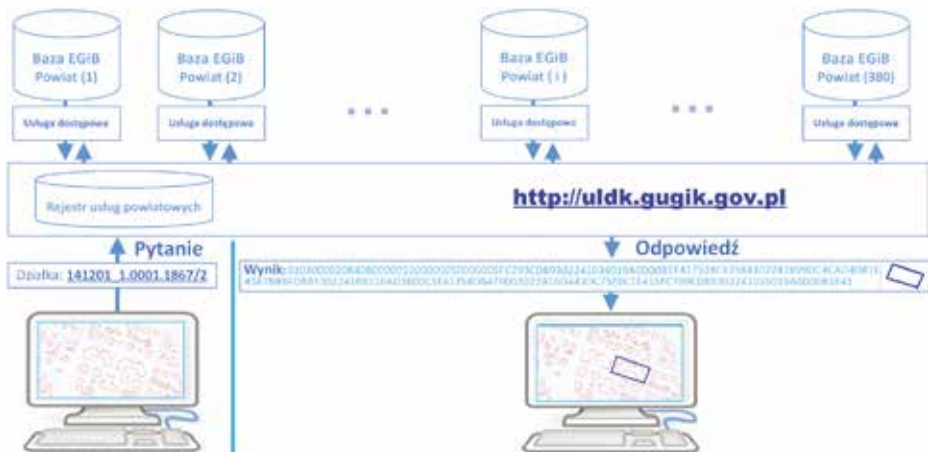 Baza EGiB
Powiat (1)
Baza EGiB
Powiat (2)
Baza EGiB
Powiat ( i )
Baza EGiB
Powiat (380)
Usługa dostępowa
Usługa dostępowa
Usługa dostępowa
Usługa dostępowa
Rejestr usług powiatowych
http://uldk.gugik.gov.pl
Pytanie
Odpowiedź
Działka: 141201_1.0001.1867/2
Wynik: